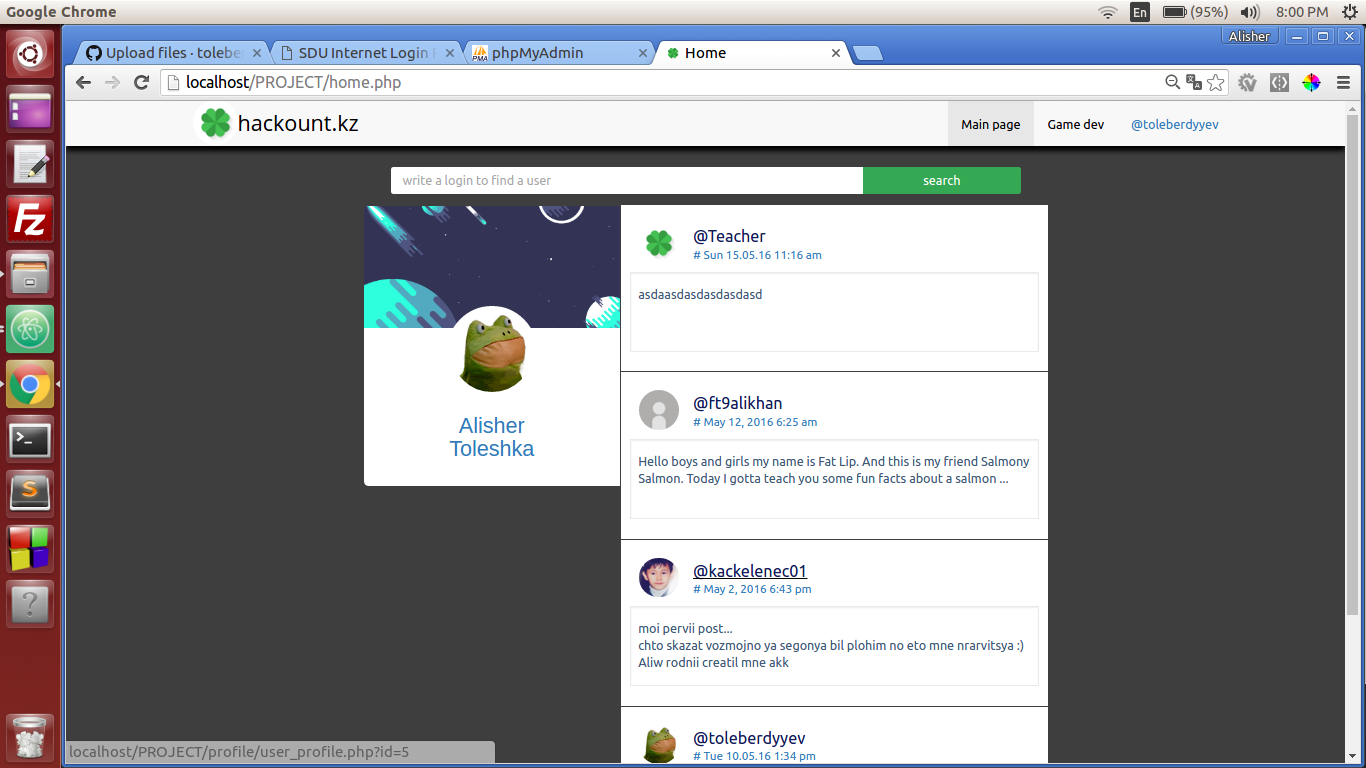 Google Chrome
En
(95%)
8:00 PM
Alisher
Upload files · toleber
SDU Internet Login P
PMA
phpMyAdmin
Home
localhost/PROJECT/home.php
hackount.kz
Main page
Game dev
@toleberdyyev
write a login to find a user
search
Alisher
Toleshka
@Teacher
# Sun 15.05.16 11:16 am
asdaasdasdasdasdasd
@ft9alikhan
# May 12, 2016 6:25 am
Hello boys and girls my name is Fat Lip. And this is my friend Salmony
Salmon. Today I gotta teach you some fun facts about a salmon ...
@kackelenec01
# May 2, 2016 6:43 pm
moi pervii post...
chto skazat vozmojno ya segonya bil plohim no eto mne nrarvitsya :)
Aliw rodnii creatil mne akk
@toleberdyyev
# Tue 10.05.16 1:34 pm
Fz
S
?
localhost/PROJECT/profile/user_profile.php?id=5